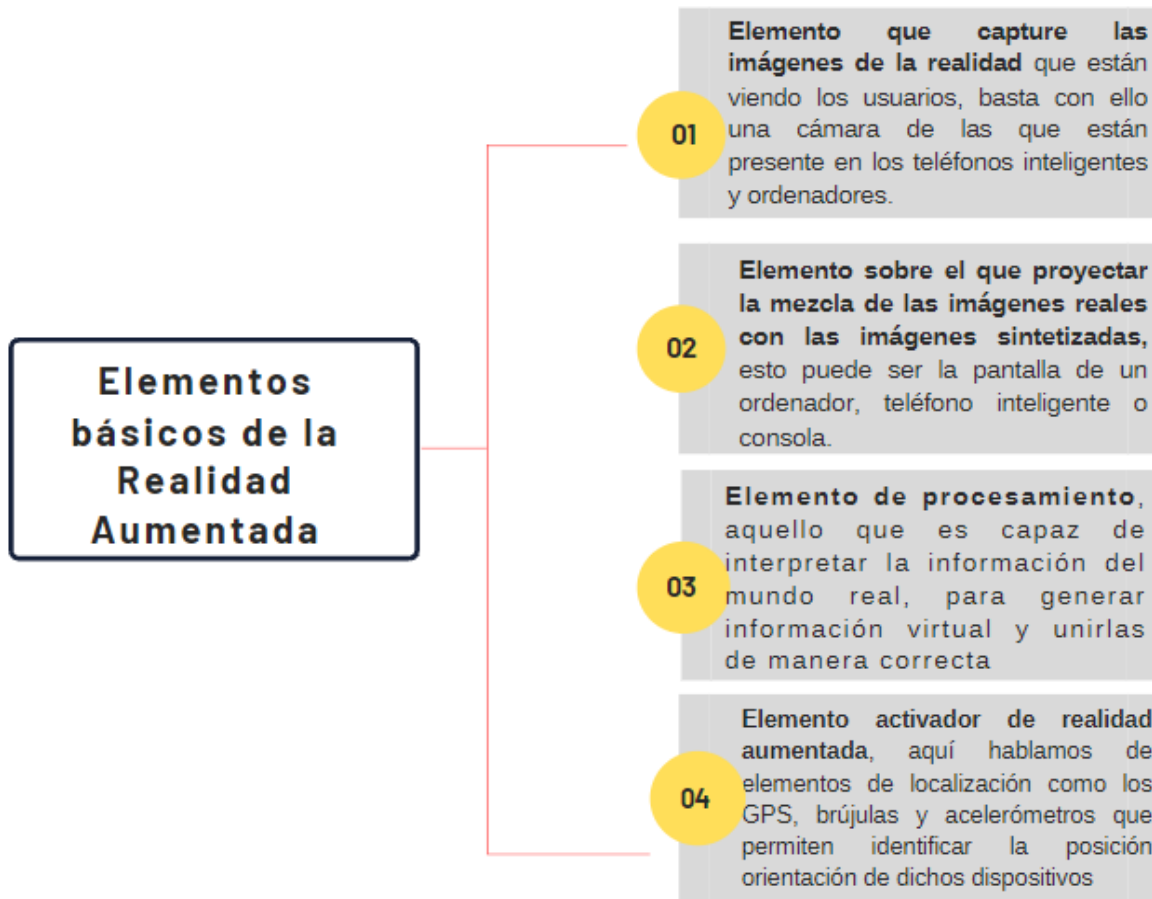 Elementos
básicos de la
Realidad
Aumentada
01
Elemento que capture las
imágenes de la realidad que están
viendo los usuarios, basta con ello
una cámara de las que están
presente en los teléfonos inteligentes
y ordenadores.
02
Elemento sobre el que proyectar
la mezcla de las imágenes reales
con las imágenes sintetizadas,
esto puede ser la pantalla de un
ordenador, teléfono inteligente o
consola.
03
Elemento de procesamiento,
aquello que es capaz de
interpretar la información del
mundo real, para generar
información virtual y unirlas
de manera correcta
04
Elemento activador de realidad
aumentada, aquí hablamos de
elementos de localización como los
GPS, brújulas y acelerómetros que
permiten identificar la posición
orientación de dichos dispositivos